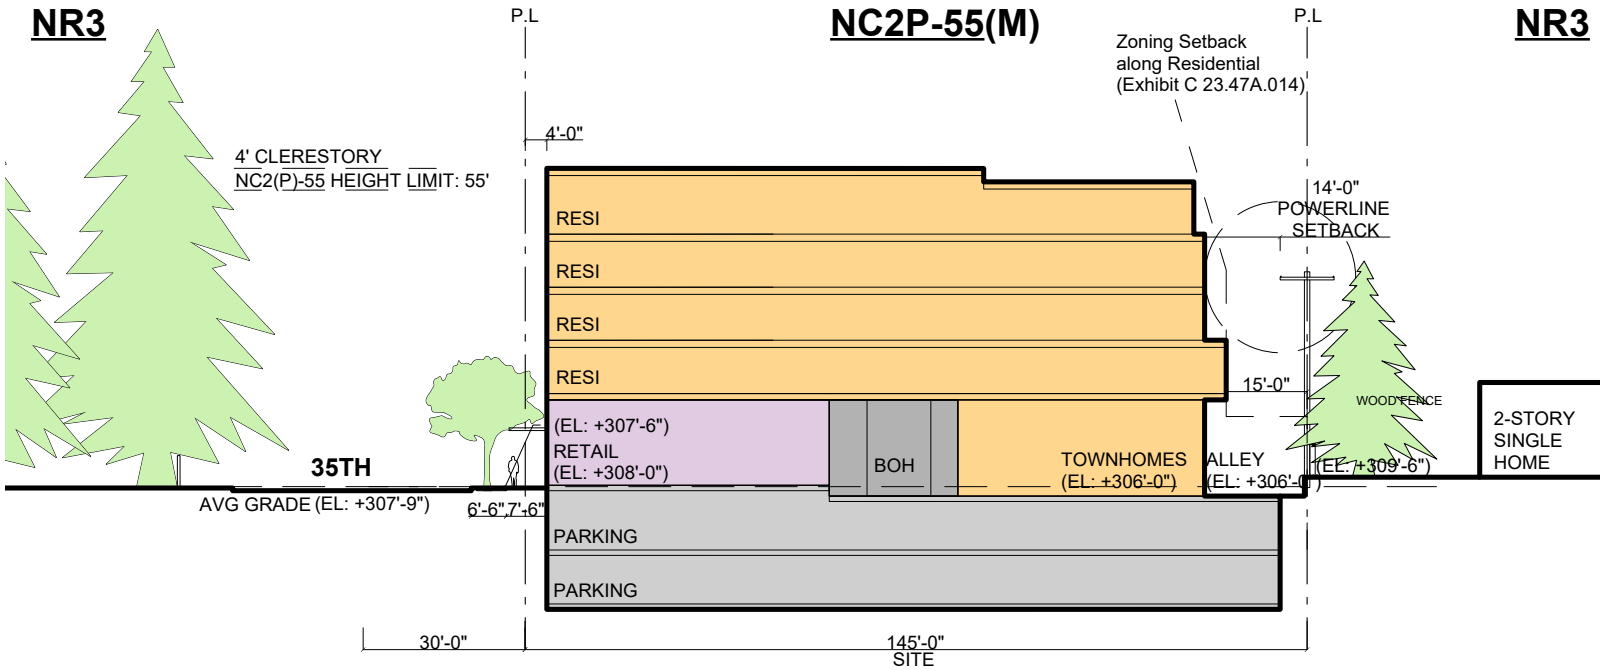 NR3
P.L
NC2P-55(M)
P.L
NR3
Zoning Setback
along Residential
(Exhibit C 23.47A.014)
4'-0"
4' CLERESTORY
NC2(P)-55 HEIGHT LIMIT: 55'
14'-0"
POWERLINE
SETBACK
RESI
RESI
RESI
RESI
15'-0"
WOOD FENCE
(EL: +307'-6")
RETAIL
(EL: +308'-0")
BOH
TOWNHOMES
(EL: +306'-0")
ALLEY
(EL: +306'-0")
(EL: +309'-6")
2-STORY
SINGLE
HOME
35TH
AVG GRADE (EL: +307'-9")
6'-6"
7'-6"
PARKING
PARKING
30'-0"
145'-0"
SITE